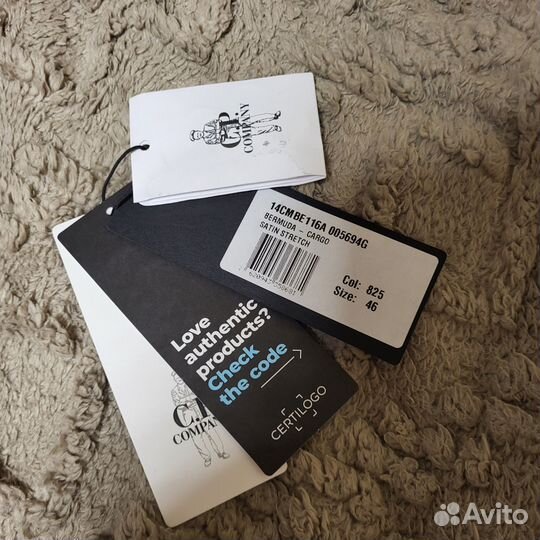 C.P.
COMPANY
14CMBE116A 005694G
BERMUDA - CARGO
SATIN STRETCH
Col: 825
Size: 46
Love
authentic
products?
Check
the code
CERTILOGO
C.P.
COMPANY
Avito